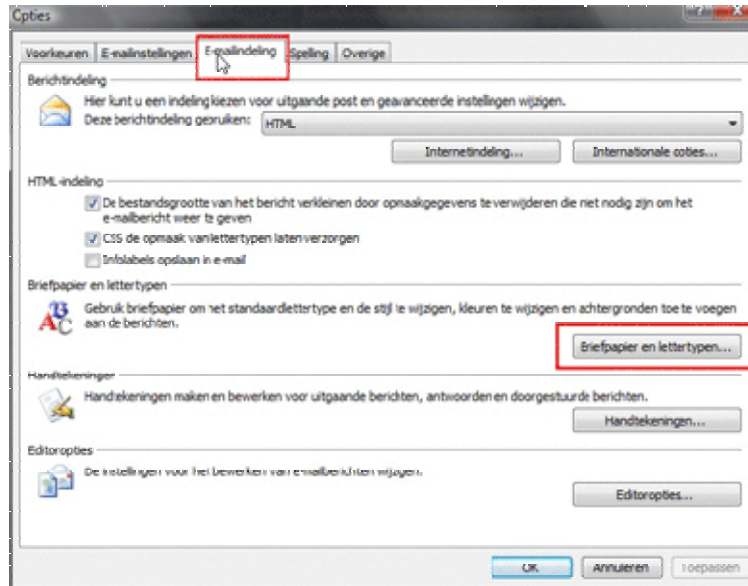 Opties
Voorkeuren E-mailinstellingen E-mailindeling Spelling Overige
Berichtindeling
Hier kunt u een indeling kiezen voor uitgaande post en geavanceerde instellingen wijzigen.
Deze berichtindeling gebruiken: HTML
Internetindeling... Internationale opties...
HTML-indeling
De bestandsgrootte van het bericht verkleinen door opmaakgegevens te verwijderen die niet nodig zijn om het
e-mailbericht weer te geven
CSS de opmaak van lettertypen laten verzorgen
Infolabels opslaan in e-mail
Briefpapier en lettertypen
Gebruik briefpapier om het standaardlettertype en de stijl te wijzigen, kleuren te wijzigen en achtergronden toe te voegen
aan de berichten.
Briefpapier en lettertypen...
Handtekeningen
Handtekeningen maken en bewerken voor uitgaande berichten, antwoorden en doorgestuurde berichten.
Handtekeningen...
Editoropties
De instellingen voor het bewerken van e-mailberichten wijzigen.
Editoropties...
OK Annuleren Toepassen